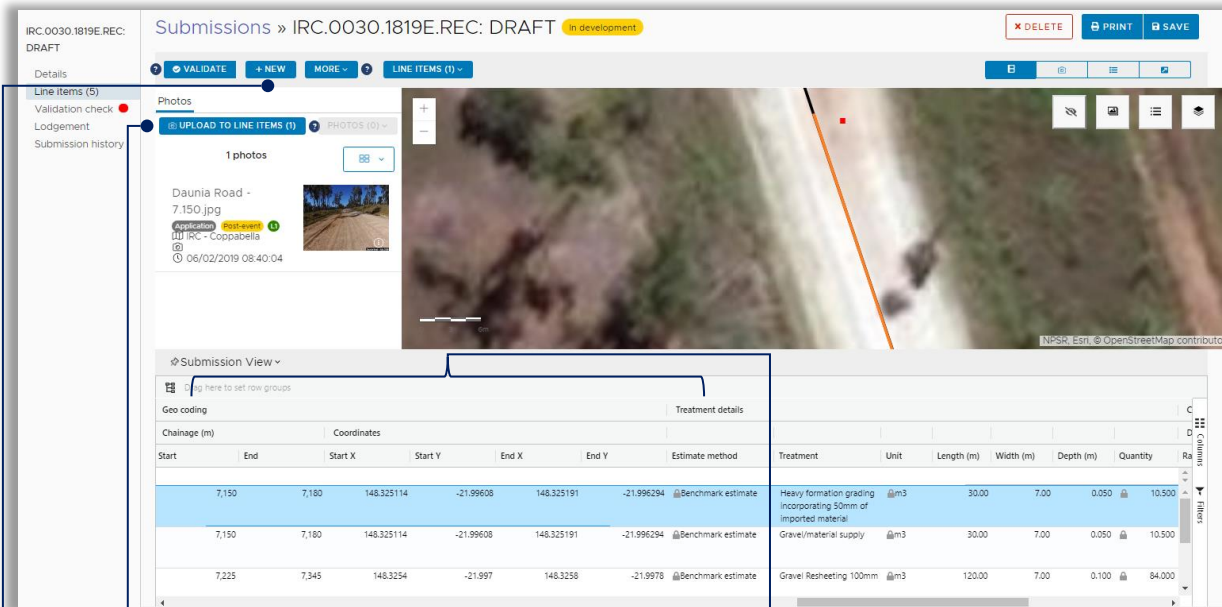 IRC.0030.1819E.REC:
DRAFT
Details
Line items (5)
Validation check
Lodgement
Submission history
Submissions » IRC.0030.1819E.REC: DRAFT In development
DELETE PRINT SAVE
? VALIDATE + NEW MORE ? LINE ITEMS (1)
Photos
UPLOAD TO LINE ITEMS (1) ? PHOTOS (0)
1 photos
Daunia Road -
7.150.jpg
Application Post-event L1
IRC - Coppabella
06/02/2019 08:40:04
+
−
NPSR, Esri, © OpenStreetMap contributo
Submission View
Drag here to set row groups
Geo coding Treatment details C
Chainage (m) Coordinates D
Start End Start X Start Y End X End Y Estimate method Treatment Unit Length (m) Width (m) Depth (m) Quantity Ra
Columns
Filters
7,150 7,180 148.325114 -21.99608 148.325191 -21.996294 Benchmark estimate Heavy formation grading m3 30.00 7.00 0.050 10.500
incorporating 50mm of
imported material
7,150 7,180 148.325114 -21.99608 148.325191 -21.996294 Benchmark estimate Gravel/material supply m3 30.00 7.00 0.050 10.500
7,225 7,345 148.3254 -21.997 148.3258 -21.9978 Benchmark estimate Gravel Resheeting 100mm m3 120.00 7.00 0.100 84.000